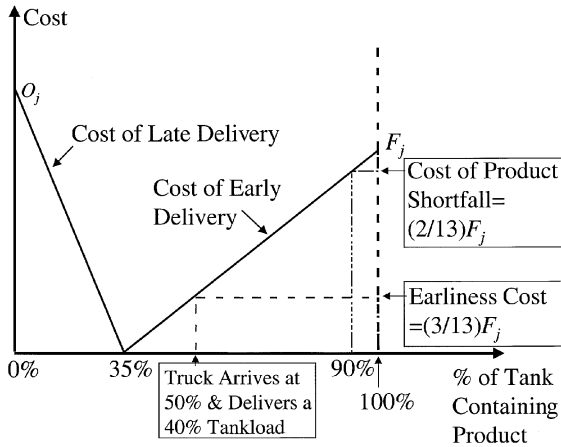 Cost
O_j
Cost of Late Delivery
Cost of Early
Delivery
F_j
Cost of Product
Shortfall=
(2/13)F_j
Earliness Cost
=(3/13)F_j
0%
35%
90%
100%
Truck Arrives at
50% & Delivers a
40% Tankload
% of Tank
Containing
Product